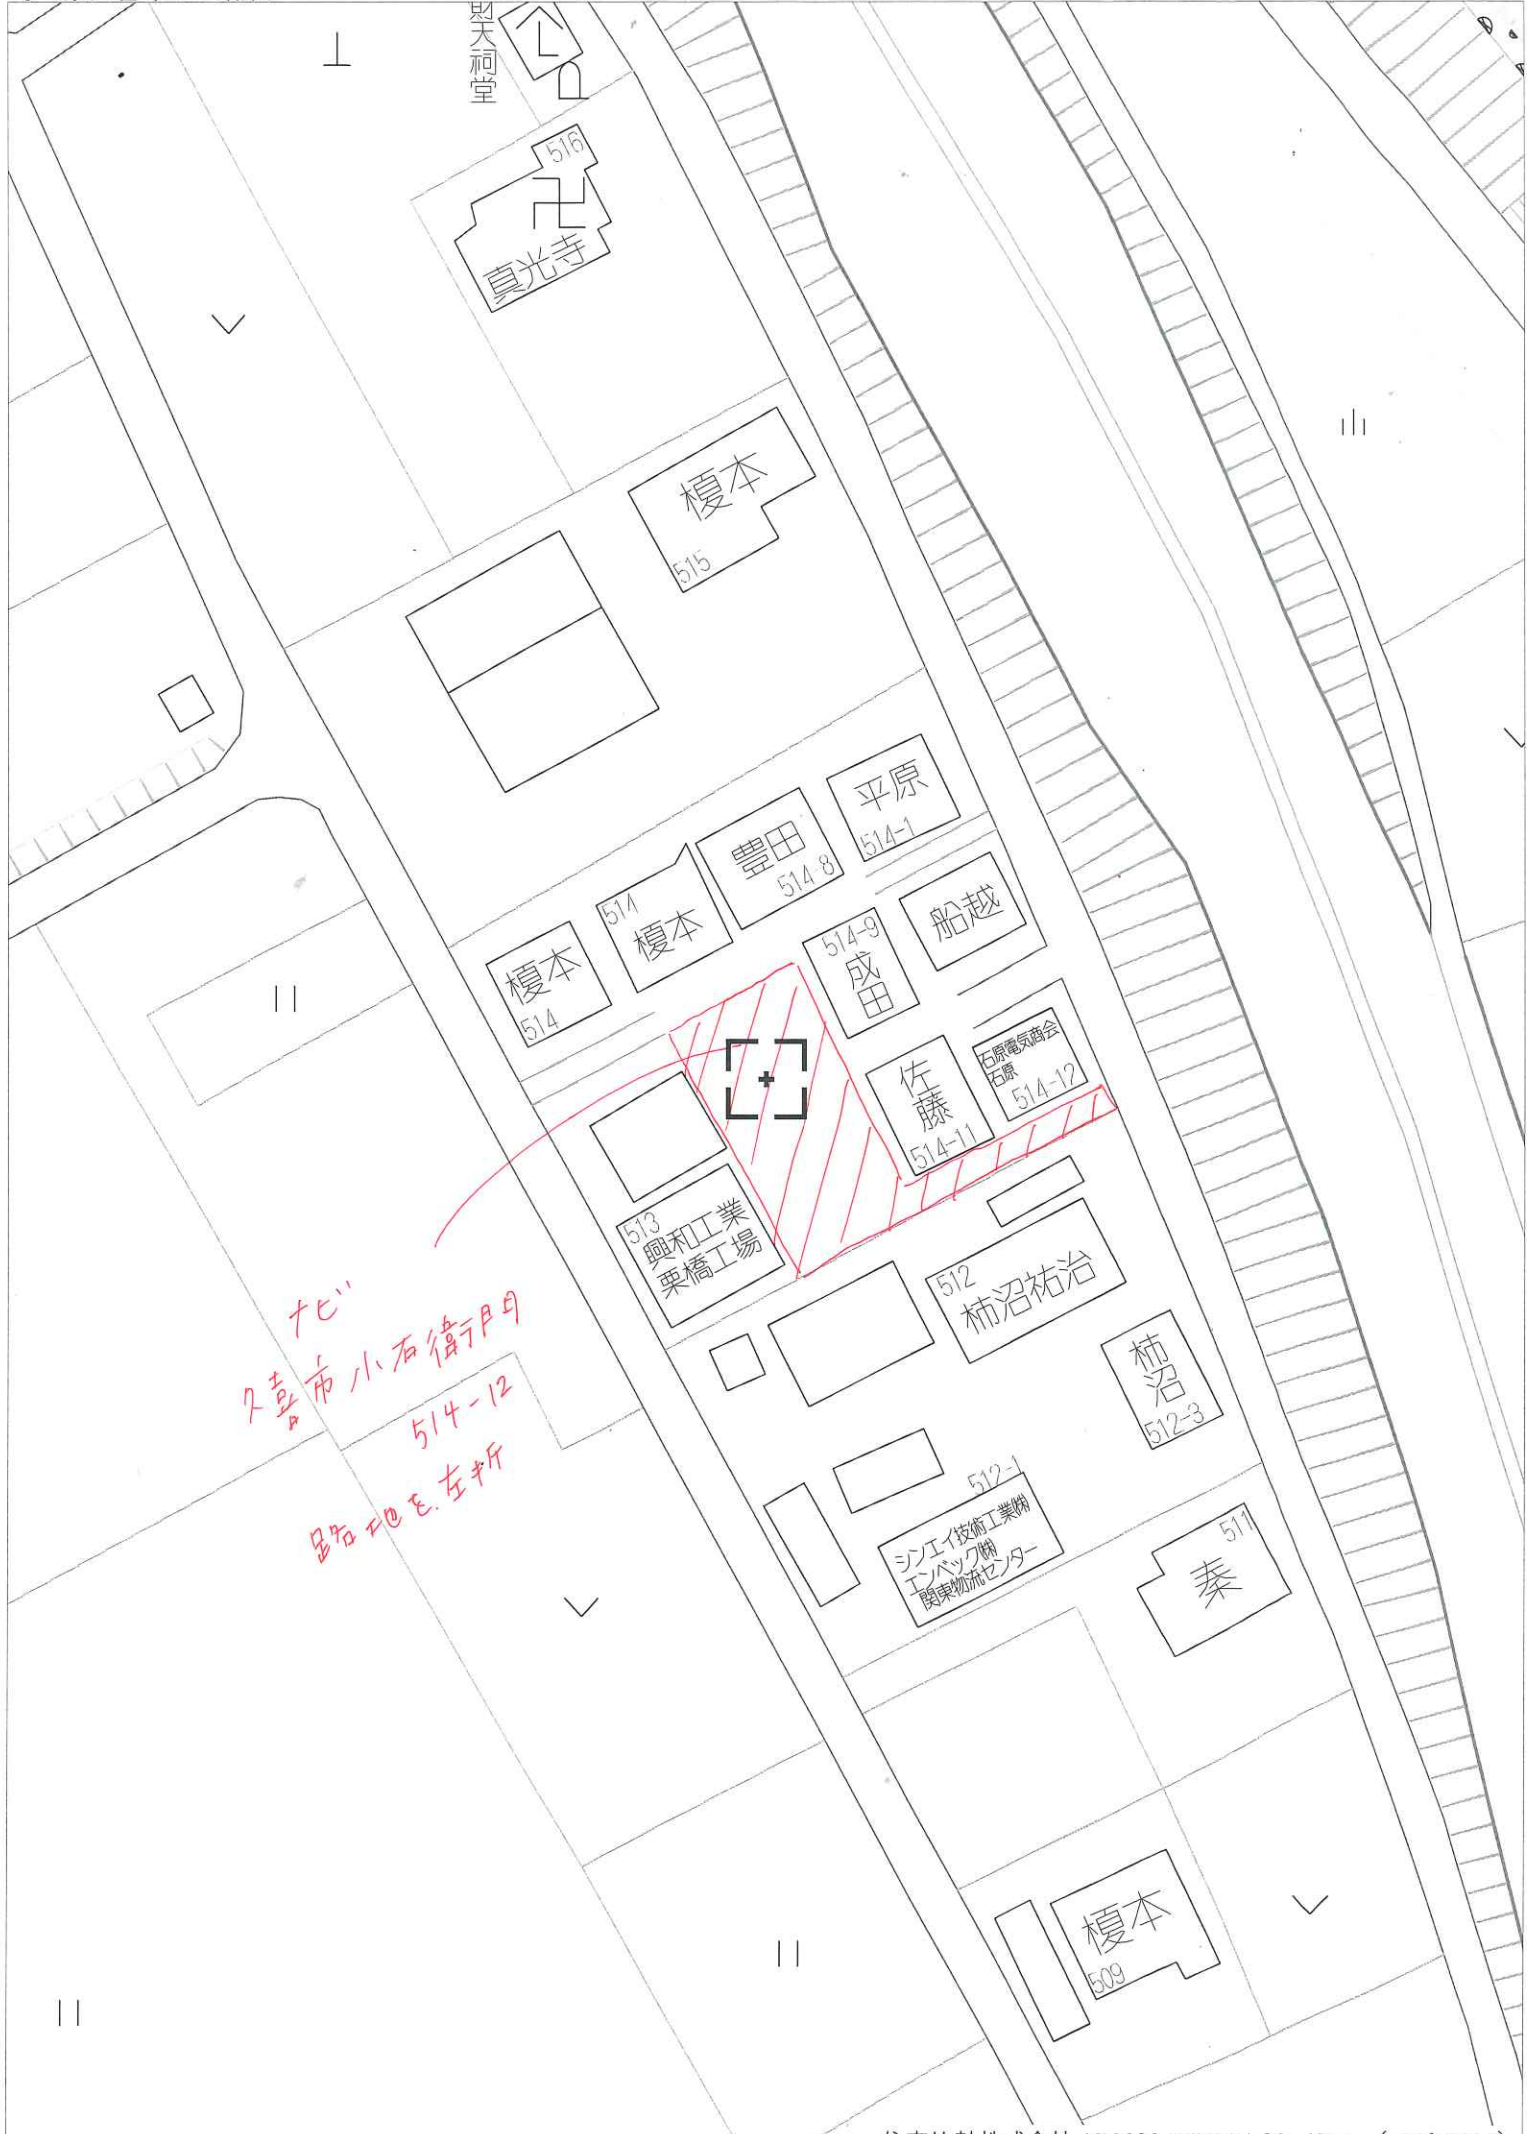 財天祠堂
516
真光寺
榎本
515
平原
514-1
豊田
514-8
514
榎本
榎本
514
船越
514-9
成田
石原電気商会
石原
514-12
佐藤
514-11
513
興和工業
栗橋工場
512
柿沼祐治
柿沼
512-3
ナビ
久喜市小右衛門
514-12
路地を左折
512-1
シンエイ技術工業㈱
エンベック㈱
関東物流センター
511
秦
榎本
509